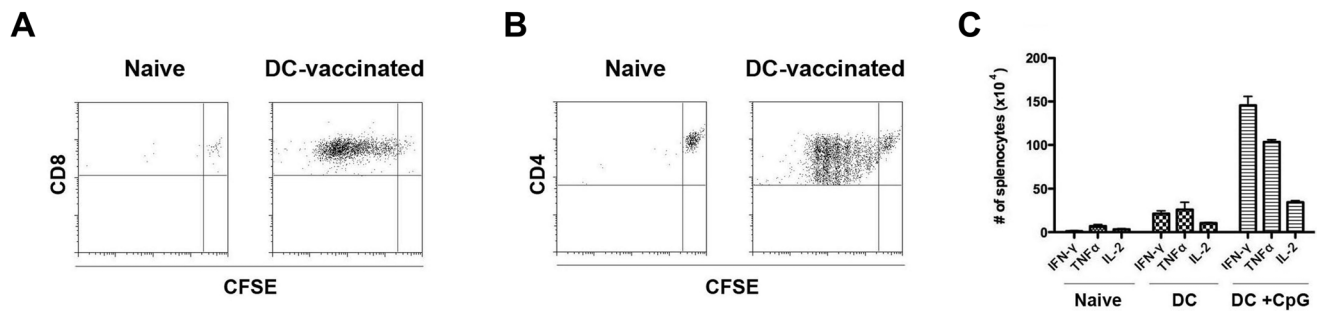 A
Naive
DC-vaccinated
CD8
CFSE
B
Naive
DC-vaccinated
CD4
CFSE
C
# of splenocytes (x10⁴)
200
150
100
50
0
IFN-γ
TNFα
IL-2
IFN-γ
TNFα
IL-2
IFN-γ
TNFα
IL-2
Naive
DC
DC +CpG